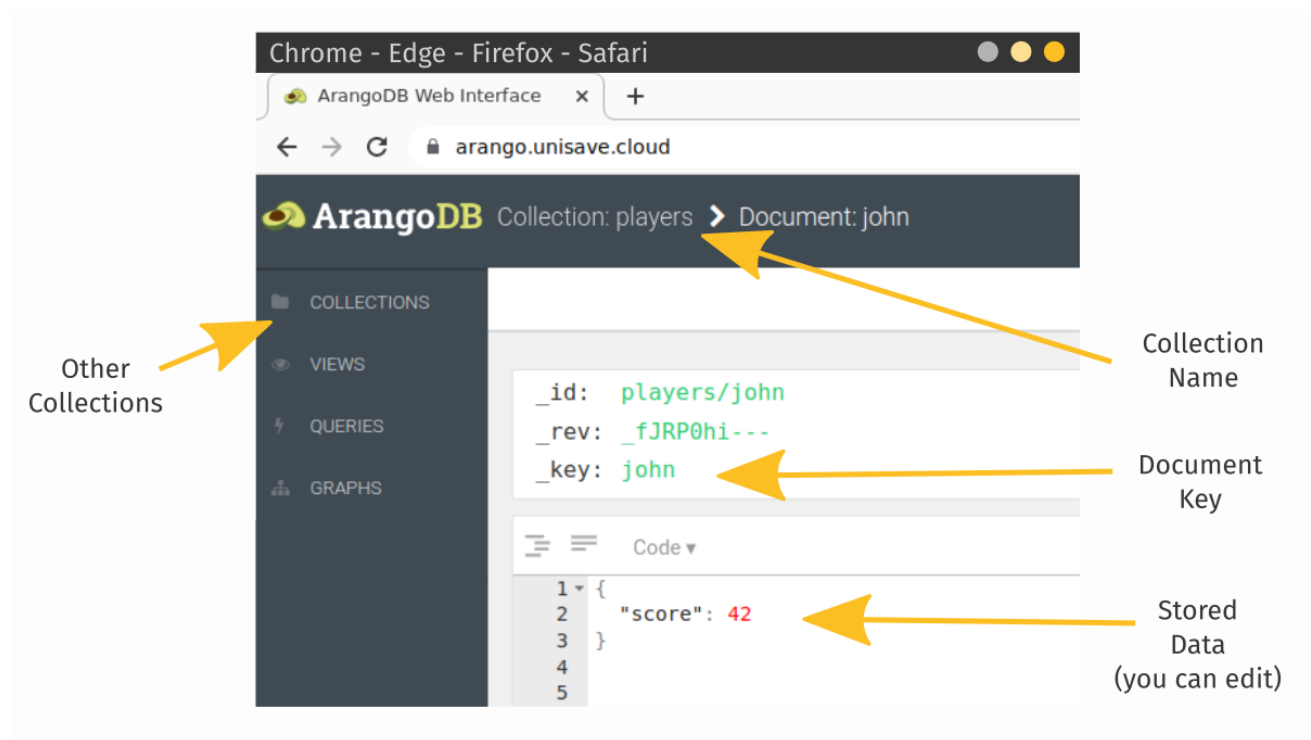 Chrome - Edge - Firefox - Safari
ArangoDB Web Interface × +
arango.unisave.cloud
ArangoDB Collection: players > Document: john
COLLECTIONS
VIEWS
QUERIES
GRAPHS
Other
Collections
Collection
Name
_id: players/john
_rev: _fJRP0hi---
_key: john
Document
Key
Code ▾
1 {
2 "score": 42
3 }
4
5
Stored
Data
(you can edit)